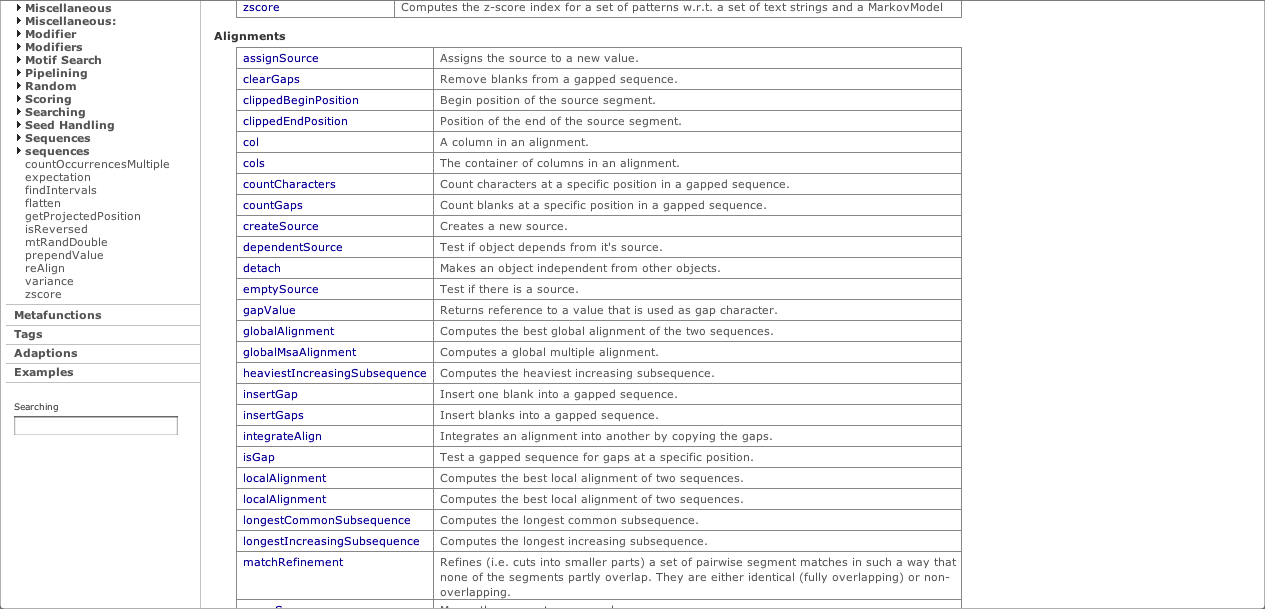 Miscellaneous
Miscellaneous:
Modifier
Modifiers
Motif Search
Pipelining
Random
Scoring
Searching
Seed Handling
Sequences
sequences
countOccurrencesMultiple
expectation
findIntervals
flatten
getProjectedPosition
isReversed
mtRandDouble
prependValue
reAlign
variance
zscore
Metafunctions
Tags
Adaptions
Examples
Searching
zscore Computes the z-score index for a set of patterns w.r.t. a set of text strings and a MarkovModel
Alignments
assignSource Assigns the source to a new value.
clearGaps Remove blanks from a gapped sequence.
clippedBeginPosition Begin position of the source segment.
clippedEndPosition Position of the end of the source segment.
col A column in an alignment.
cols The container of columns in an alignment.
countCharacters Count characters at a specific position in a gapped sequence.
countGaps Count blanks at a specific position in a gapped sequence.
createSource Creates a new source.
dependentSource Test if object depends from it's source.
detach Makes an object independent from other objects.
emptySource Test if there is a source.
gapValue Returns reference to a value that is used as gap character.
globalAlignment Computes the best global alignment of the two sequences.
globalMsaAlignment Computes a global multiple alignment.
heaviestIncreasingSubsequence Computes the heaviest increasing subsequence.
insertGap Insert one blank into a gapped sequence.
insertGaps Insert blanks into a gapped sequence.
integrateAlign Integrates an alignment into another by copying the gaps.
isGap Test a gapped sequence for gaps at a specific position.
localAlignment Computes the best local alignment of two sequences.
localAlignment Computes the best local alignment of two sequences.
longestCommonSubsequence Computes the longest common subsequence.
longestIncreasingSubsequence Computes the longest increasing subsequence.
matchRefinement Refines (i.e. cuts into smaller parts) a set of pairwise segment matches in such a way that
none of the segments partly overlap. They are either identical (fully overlapping) or non-
overlapping.